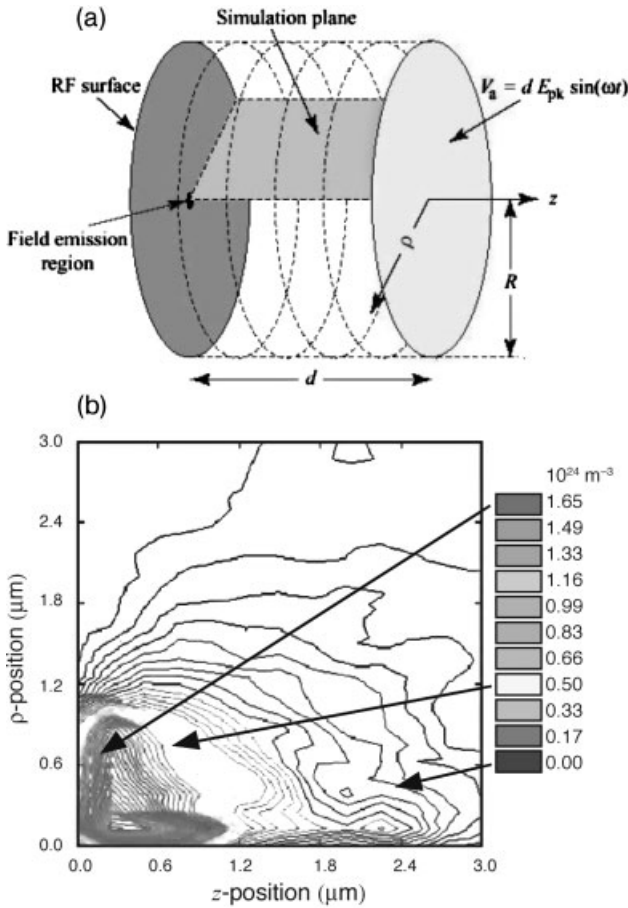 (a)
Simulation plane
RF surface
Vₐ = d Eₚₖ sin(ωt)
z
Field emission
region
ρ
R
d
(b)
3.0
2.4
1.8
1.2
0.6
0.0
ρ-position (μm)
0.0 0.6 1.2 1.8 2.4 3.0
z-position (μm)
10²⁴ m⁻³
1.65
1.49
1.33
1.16
0.99
0.83
0.66
0.50
0.33
0.17
0.00